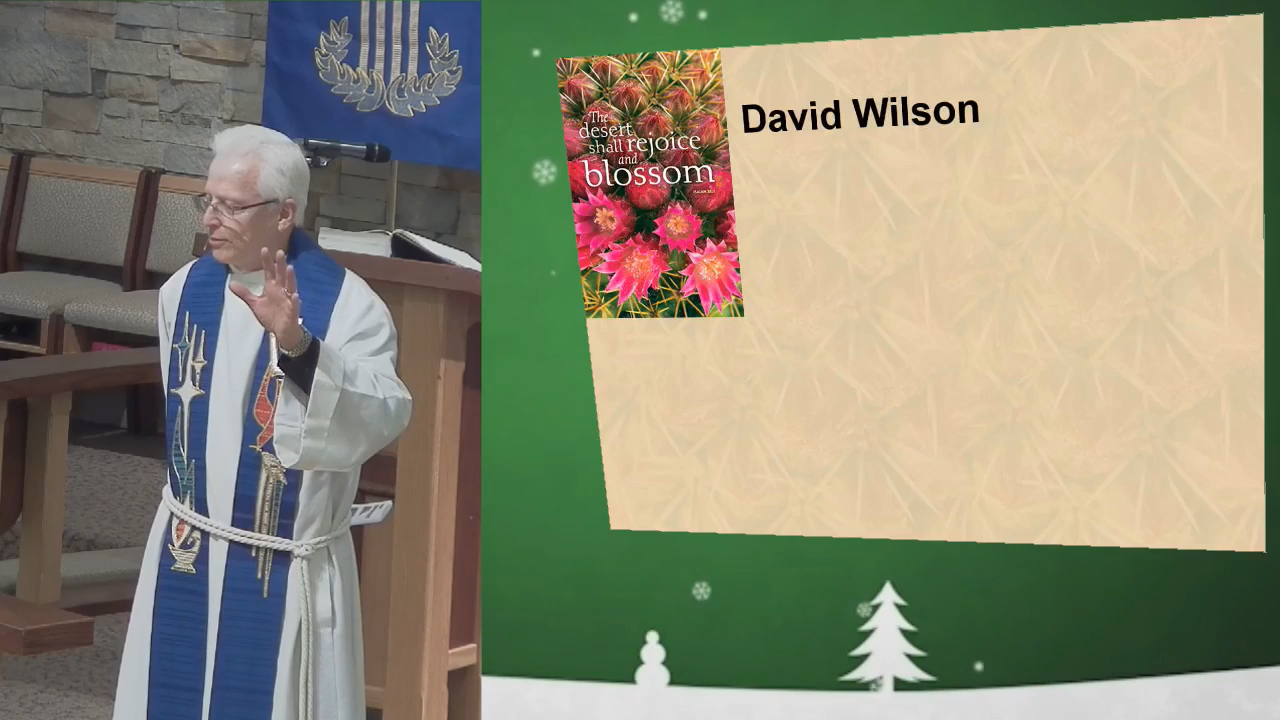 The
desert
shall rejoice
and
blossom
David Wilson